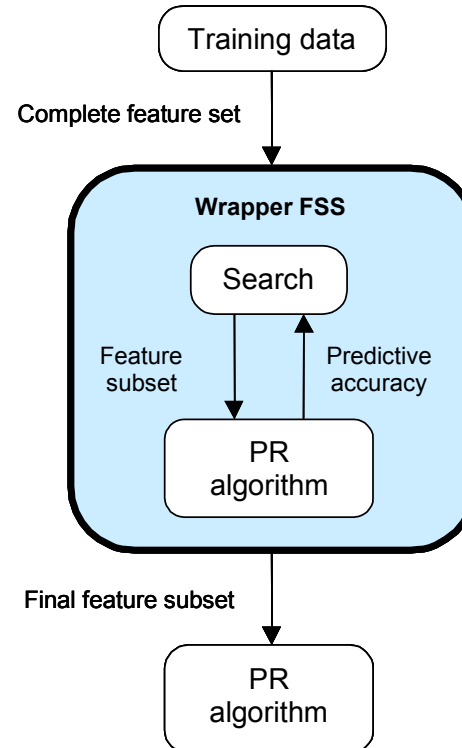 Training data
Complete feature set
Wrapper FSS
Search
Feature
subset
Predictive
accuracy
PR
algorithm
Final feature subset
PR
algorithm